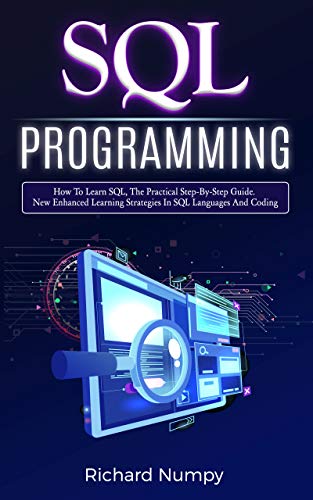 SQL
PROGRAMMING
How To Learn SQL, The Practical Step-By-Step Guide.
New Enhanced Learning Strategies In SQL Languages And Coding
Richard Numpy